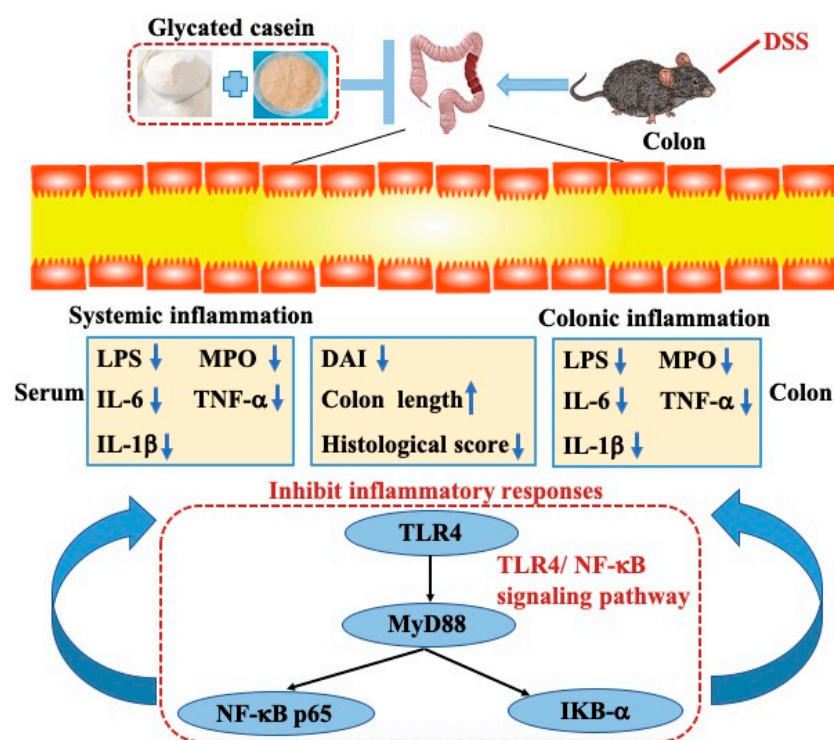 Glycated casein
DSS
Colon
Systemic inflammation
Colonic inflammation
Serum
LPS MPO
IL-6 TNF-α
IL-1β
DAI
Colon length
Histological score
LPS MPO
IL-6 TNF-α
IL-1β
Colon
Inhibit inflammatory responses
TLR4
TLR4/ NF-κB
signaling pathway
MyD88
NF-κB p65
IKB-α